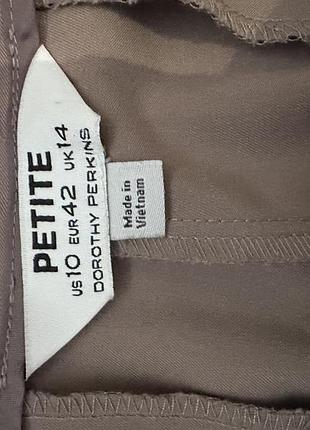 PETITE
US10 EUR42 UK14
DOROTHY PERKINS
Made in
Vietnam